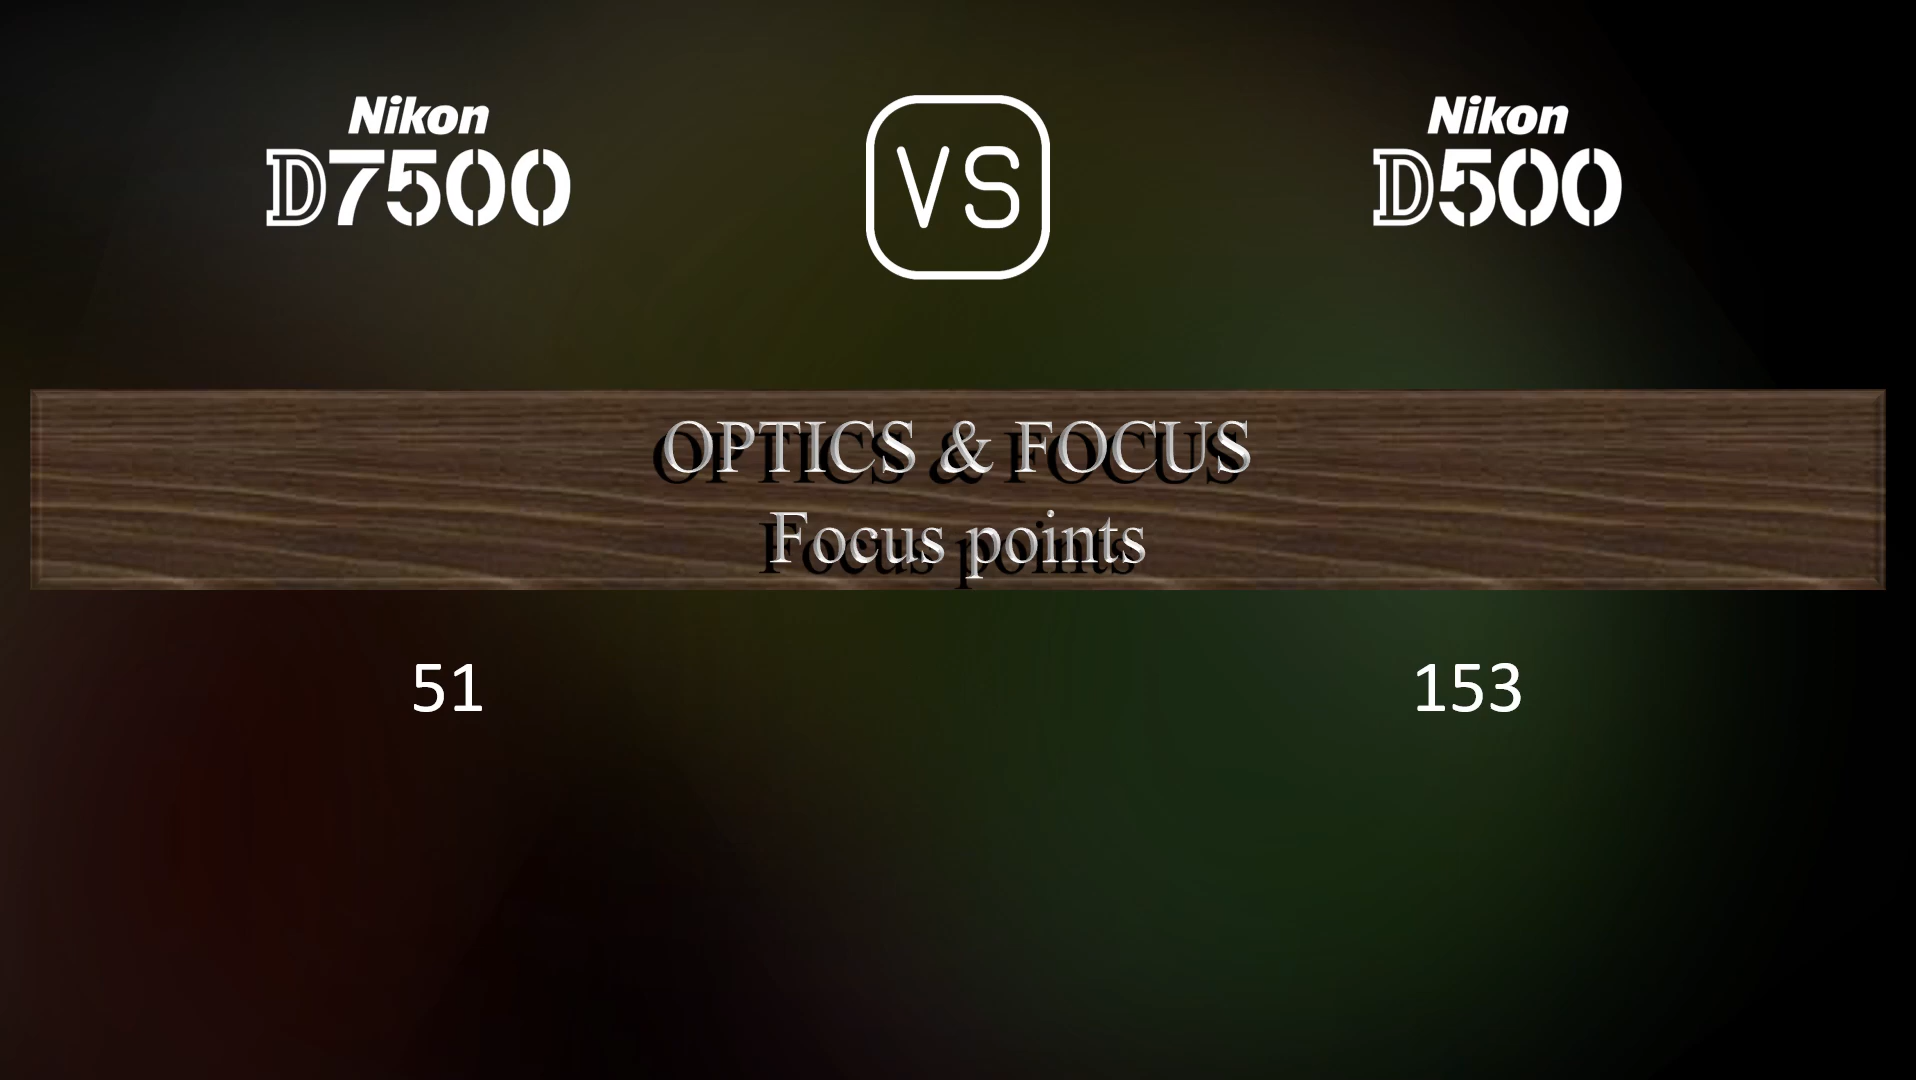 Nikon
D7500
VS
Nikon
D500
OPTICS & FOCUS
Focus points
51
153